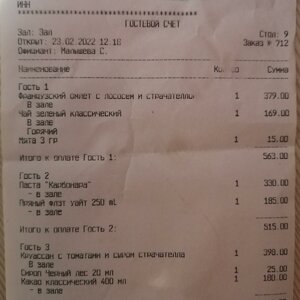 ИНН
ГОСТЕВОЙ СЧЕТ
Зал: Зал Стол: 9
Открыт: 23.02.2022 12:18 Заказ № 712
Официант: Малышева С.
Наименование Кол-во Сумма
Гость 1
Французский омлет с лососем и страчателло 1 379.00
В зале
Чай зеленый классический 1 169.00
В зале
Горячий
Мята 3 гр 1 15.00
Итого к оплате Гость 1: 563.00
Гость 2
Паста "Карбонара" 1 330.00
- в зале
Пряный флэт уайт 250 mL 1 185.00
- в зале
Итого к оплате Гость 2: 515.00
Гость 3
Круассан с томатами и сыром страчателла 1 398.00
В зале
Сироп Черный лес 20 мл 1 25.00
Какао классический 400 мл 1 180.00
- в зале